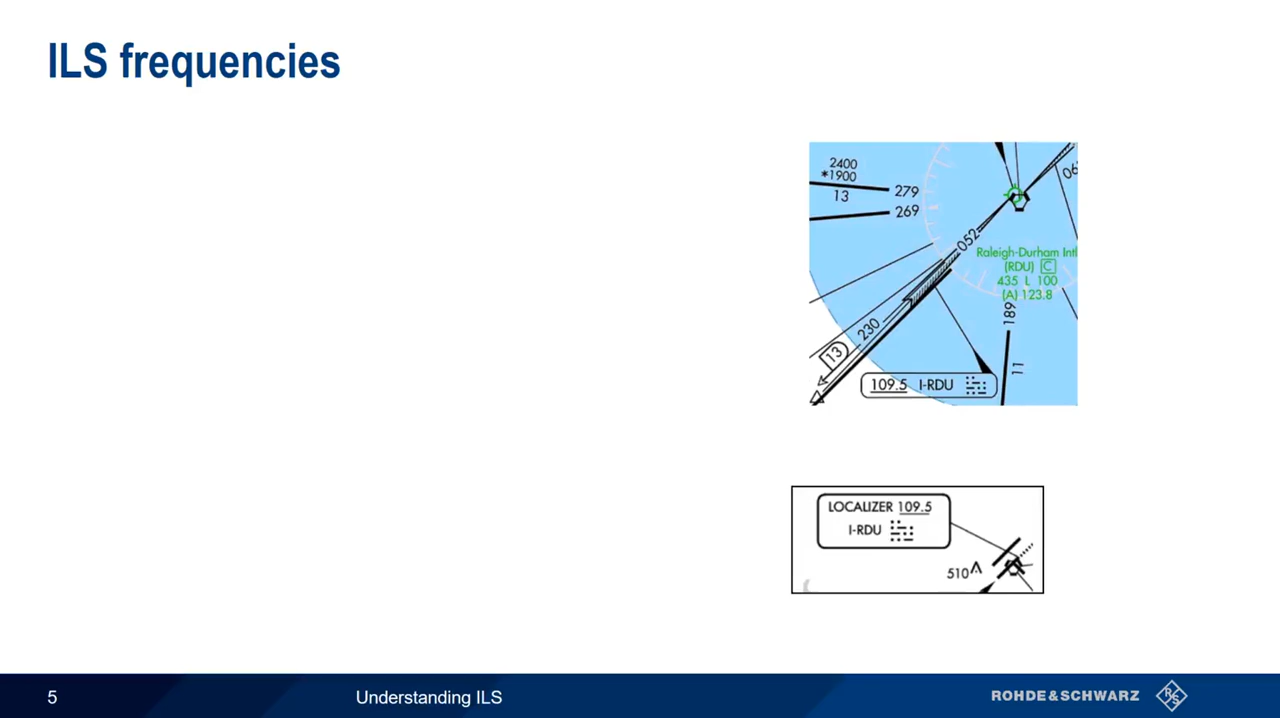 ILS frequencies
2400
*1900
13
279
269
06
052
Raleigh-Durham Intl
(RDU) C
435 L 100
(A) 123.8
189
230
13
11
109.5 I-RDU
LOCALIZER 109.5
I-RDU
510
5
Understanding ILS
ROHDE&SCHWARZ
R
S